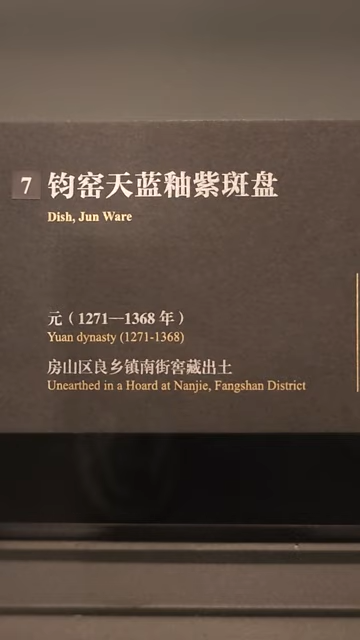 7 钧窑天蓝釉紫斑盘
Dish, Jun Ware
元（1271—1368 年）
Yuan dynasty (1271-1368)
房山区良乡镇南街窖藏出土
Unearthed in a Hoard at Nanjie, Fangshan District